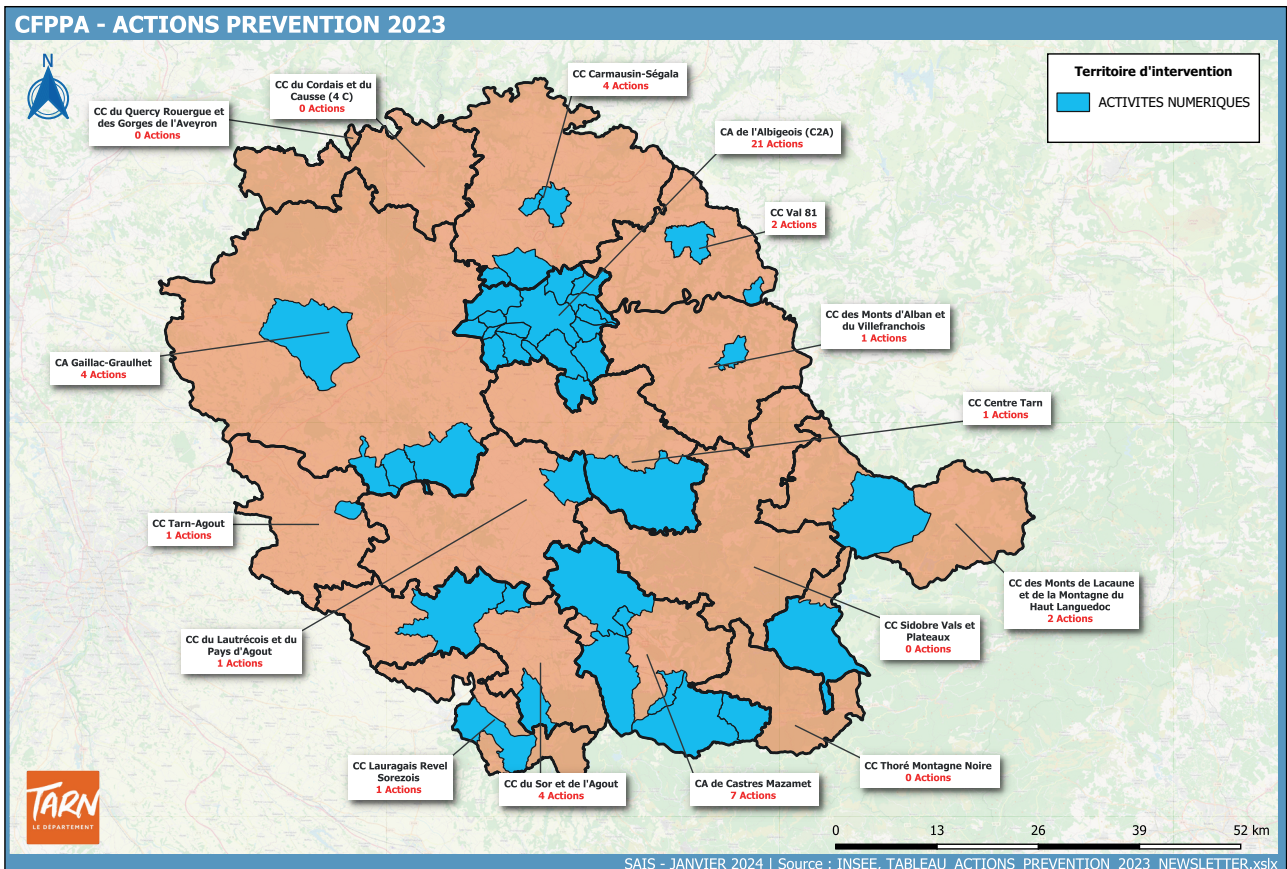 CFPPA - ACTIONS PREVENTION 2023
N
Territoire d'intervention
ACTIVITES NUMERIQUES
CC Carmausin-Ségala
4 Actions
CC du Cordais et du
Causse (4 C)
0 Actions
CC du Quercy Rouergue et
des Gorges de l'Aveyron
0 Actions
CA de l'Albigeois (C2A)
21 Actions
CC Val 81
2 Actions
CC des Monts d'Alban et
du Villefranchois
1 Actions
CA Gaillac-Graulhet
4 Actions
CC Centre Tarn
1 Actions
CC Tarn-Agout
1 Actions
CC des Monts de Lacaune
et de la Montagne du
Haut Languedoc
2 Actions
CC Sidobre Vals et
Plateaux
0 Actions
CC du Lautrécois et du
Pays d'Agout
1 Actions
CC Lauragais Revel
Sorezois
1 Actions
CC du Sor et de l'Agout
4 Actions
CA de Castres Mazamet
7 Actions
CC Thoré Montagne Noire
0 Actions
TARN
LE DÉPARTEMENT
0 13 26 39 52 km
SAIS - JANVIER 2024 | Source : INSEE, TABLEAU_ACTIONS_PREVENTION_2023_NEWSLETTER.xslx